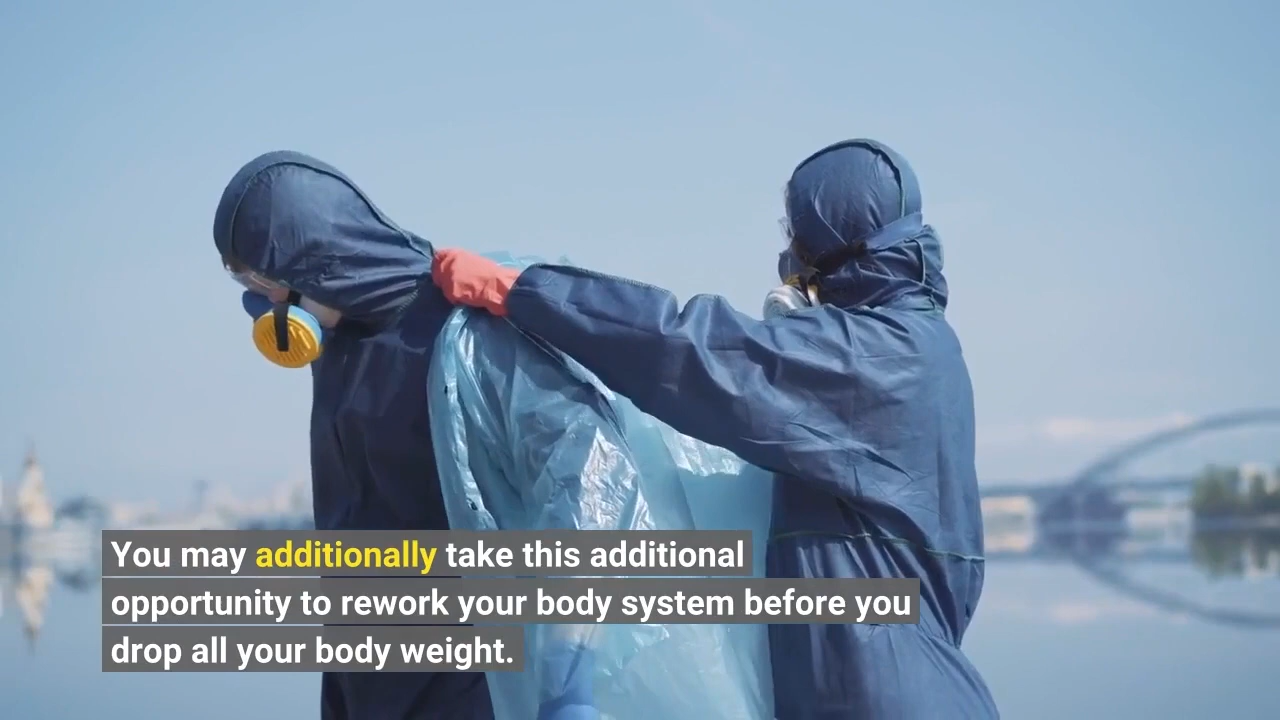 You may additionally take this additional
opportunity to rework your body system before you
drop all your body weight.